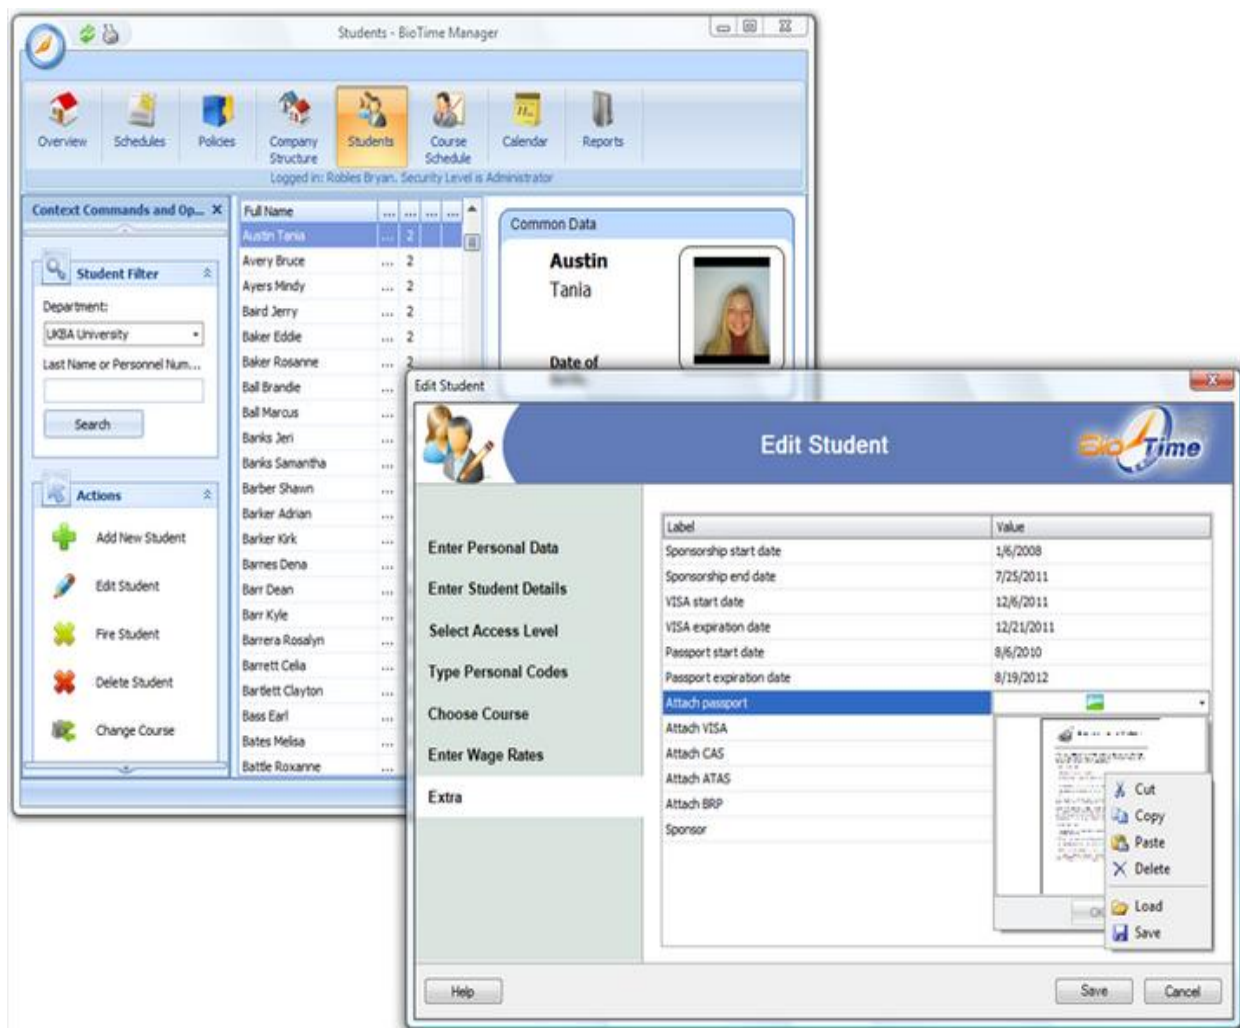 Students - BioTime Manager
Overview
Schedules
Policies
Company
Structure
Students
Course
Schedule
Calendar
Reports
Logged in: Robles Bryan. Security Level is Administrator
Context Commands and Op... X
Student Filter
Department:
UKBA University
Last Name or Personnel Num...
Search
Actions
Add New Student
Edit Student
Fire Student
Delete Student
Change Course
Full Name ... ... ... ...
Austin Tania ... 2
Avery Bruce ... 2
Ayers Mindy ... 2
Baird Jerry ... 2
Baker Eddie ... 2
Baker Rosanne ... 2
Ball Brandie ...
Ball Marcus ...
Banks Jeri ...
Banks Samantha ...
Barber Shawn ...
Barker Adrian ...
Barker Kirk ...
Barnes Dena ...
Barr Dean ...
Barr Kyle ...
Barrera Rosalyn ...
Barrett Celia ...
Bartlett Clayton ...
Bass Earl ...
Bates Melisa ...
Battle Roxanne ...
Common Data
Austin
Tania
Date of
Edit Student
Edit Student
BioTime
Enter Personal Data
Enter Student Details
Select Access Level
Type Personal Codes
Choose Course
Enter Wage Rates
Extra
Label Value
Sponsorship start date 1/6/2008
Sponsorship end date 7/25/2011
VISA start date 12/6/2011
VISA expiration date 12/21/2011
Passport start date 8/6/2010
Passport expiration date 8/19/2012
Attach passport
Attach VISA
Attach CAS
Attach ATAS
Attach BRP
Sponsor
Cut
Copy
Paste
Delete
Load
Save
Help
Save
Cancel